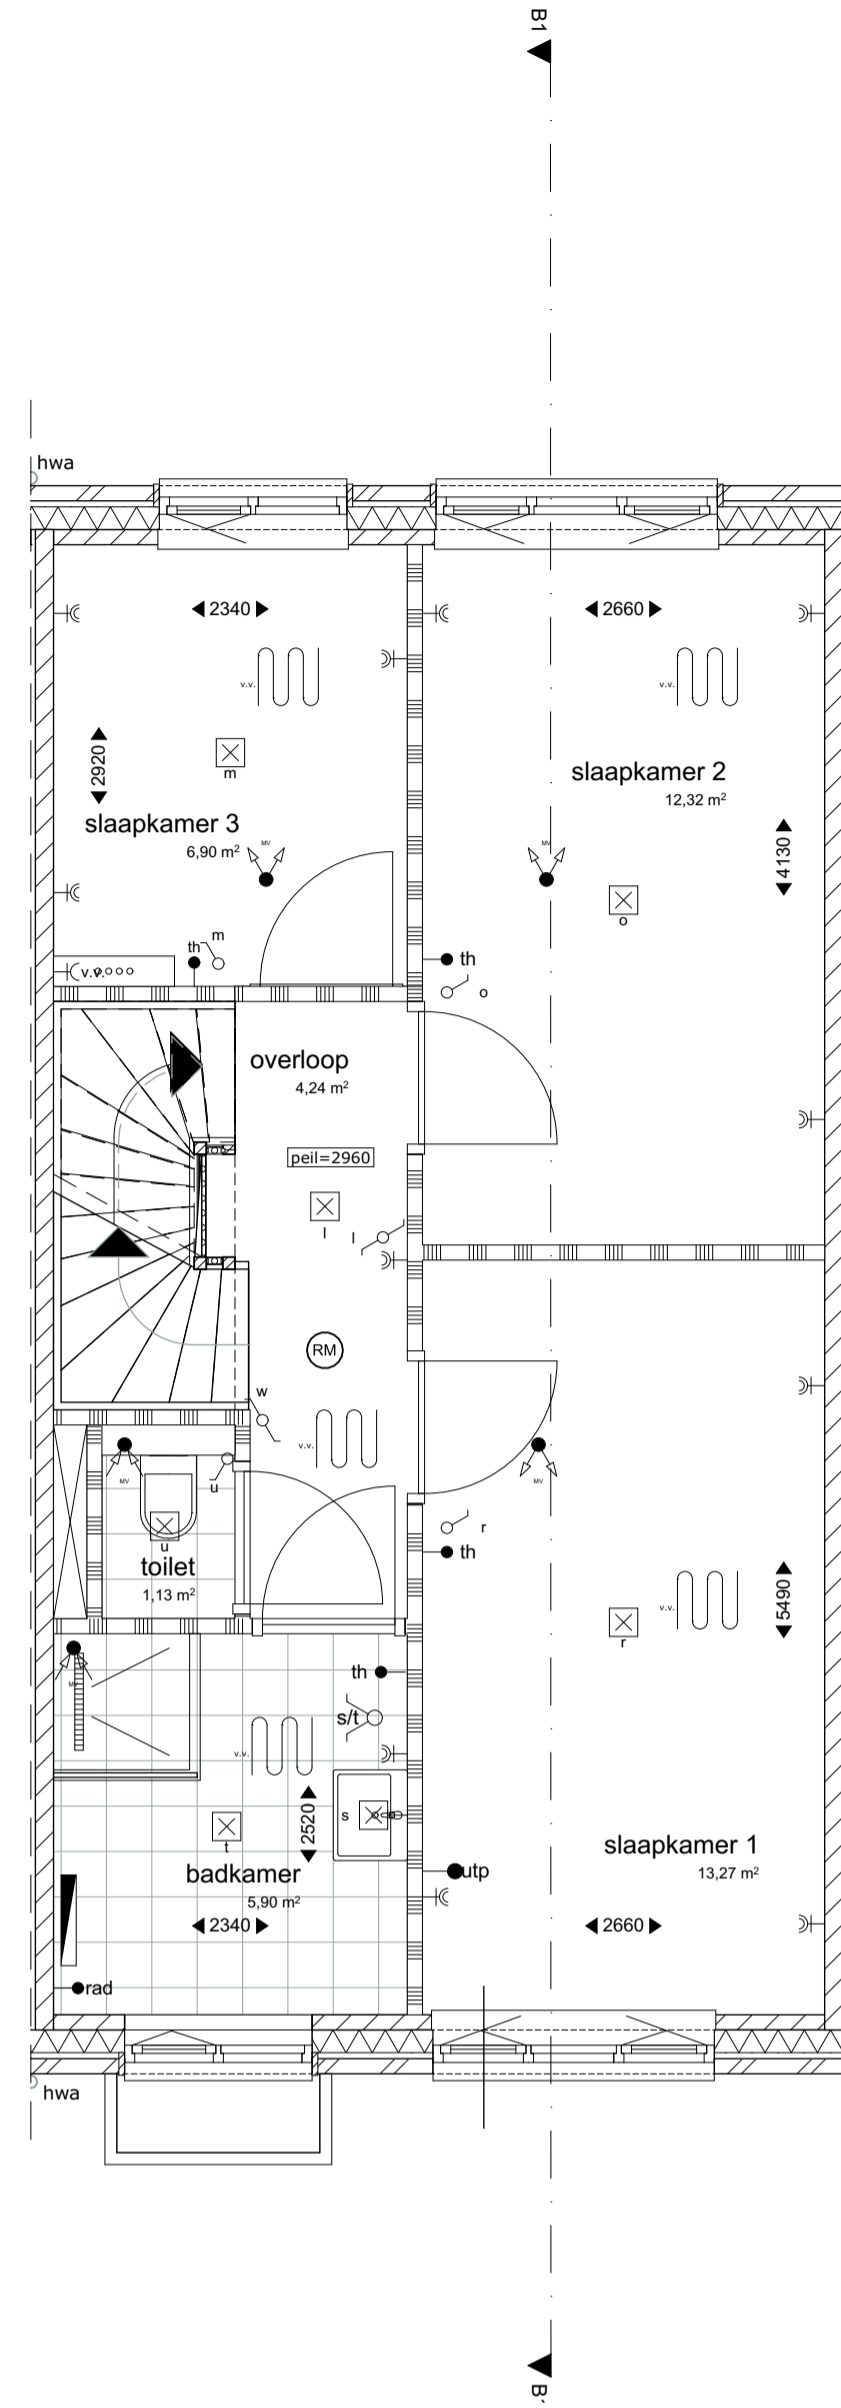 B1
hwa
2340
2660
v.v.
v.v.
2920
m
slaapkamer 2
12,32 m²
slaapkamer 3
6,90 m²
MV
MV
4130
o
m
th
th
v.v.
o
overloop
4,24 m²
peil=2960
l
l
RM
w
v.v.
MV
u
MV
u
r
th
toilet
1,13 m²
v.v.
5490
r
MV
th
s/t
v.v.
2520
s
t
slaapkamer 1
13,27 m²
badkamer
5,90 m²
utp
2340
2660
rad
hwa